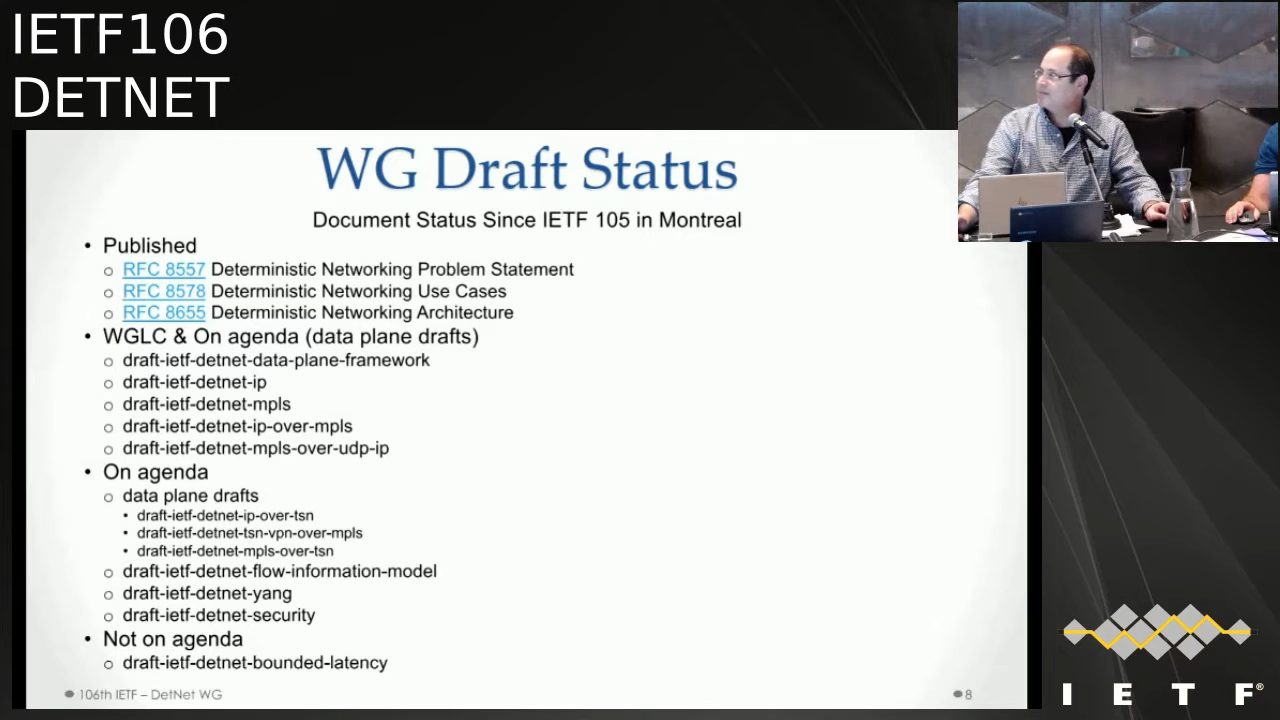 IETF106
DETNET
WG Draft Status
Document Status Since IETF 105 in Montreal
• Published
o RFC 8557 Deterministic Networking Problem Statement
o RFC 8578 Deterministic Networking Use Cases
o RFC 8655 Deterministic Networking Architecture
• WGLC & On agenda (data plane drafts)
o draft-ietf-detnet-data-plane-framework
o draft-ietf-detnet-ip
o draft-ietf-detnet-mpls
o draft-ietf-detnet-ip-over-mpls
o draft-ietf-detnet-mpls-over-udp-ip
• On agenda
o data plane drafts
• draft-ietf-detnet-ip-over-tsn
• draft-ietf-detnet-tsn-vpn-over-mpls
• draft-ietf-detnet-mpls-over-tsn
o draft-ietf-detnet-flow-information-model
o draft-ietf-detnet-yang
o draft-ietf-detnet-security
• Not on agenda
o draft-ietf-detnet-bounded-latency
106th IETF – DetNet WG
8
I E T F®